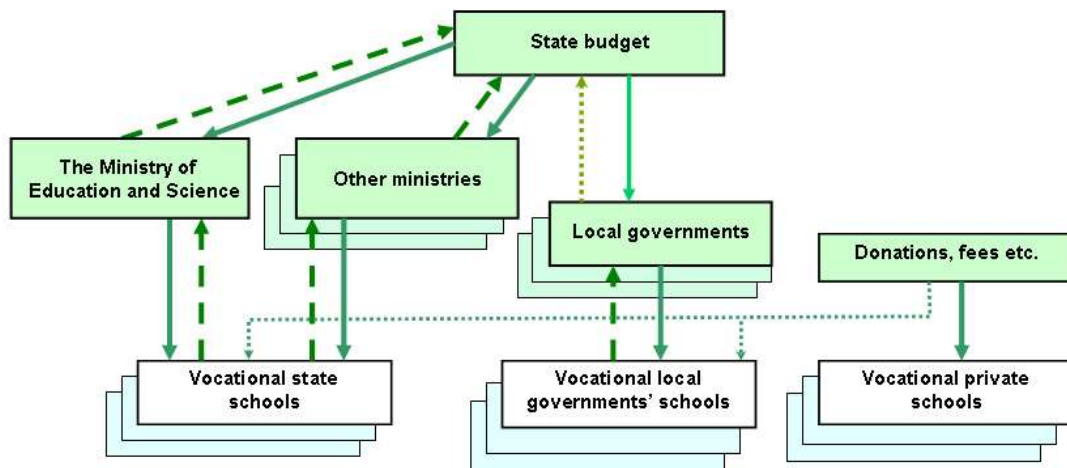 State budget
The Ministry of
Education and Science
Other ministries
Local governments
Donations, fees etc.
Vocational state
schools
Vocational local
governments' schools
Vocational private
schools